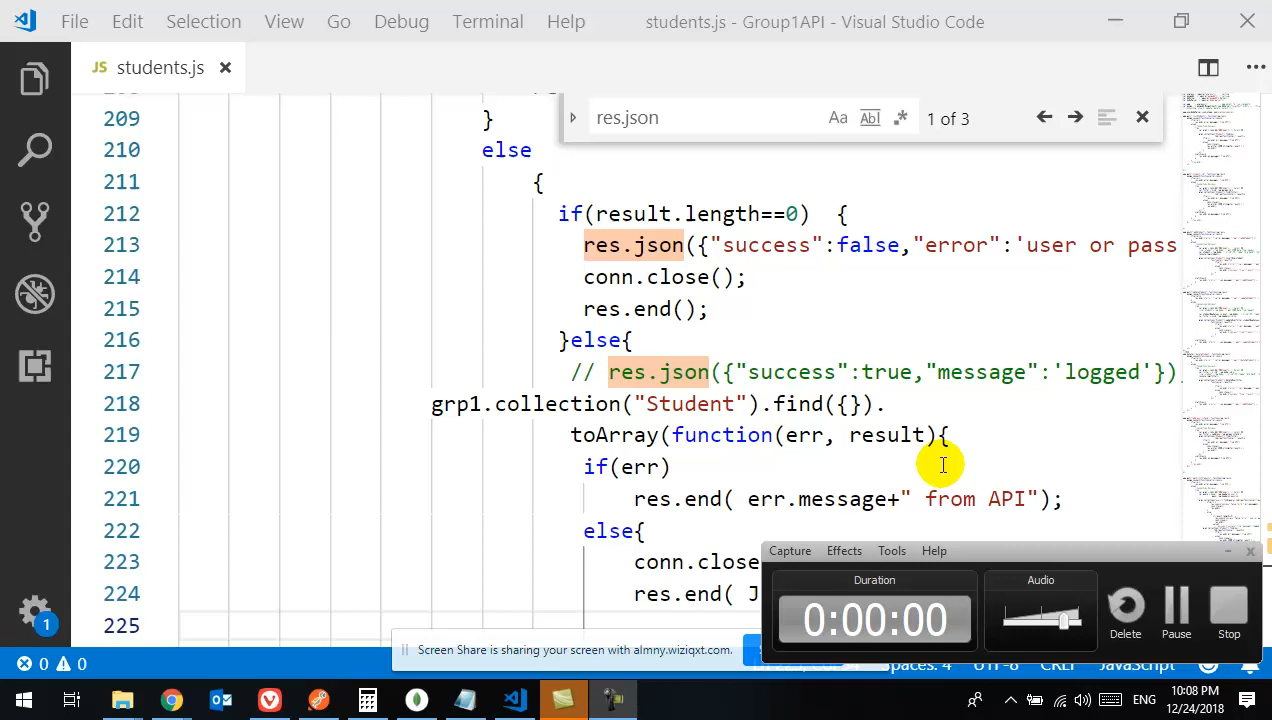 File Edit Selection View Go Debug Terminal Help students.js - Group1API - Visual Studio Code
JS students.js
res.json Aa Abl .* 1 of 3
209 }
210 else
211 {
212 if(result.length==0) {
213 res.json({"success":false,"error":'user or pass
214 conn.close();
215 res.end();
216 }else{
217 // res.json({"success":true,"message":'logged'})
218 grp1.collection("Student").find({}).
219 toArray(function(err, result){
220 if(err)
221 res.end( err.message+" from API");
222 else{
223 conn.close
224 res.end( J
225
Capture Effects Tools Help
Duration Audio
0:00:00
Delete Pause Stop
1
Screen Share is sharing your screen with almny.wiziqxt.com.
0 0 Spaces: 4 UTF-8 CRLF JavaScript
ENG 10:08 PM
12/24/2018